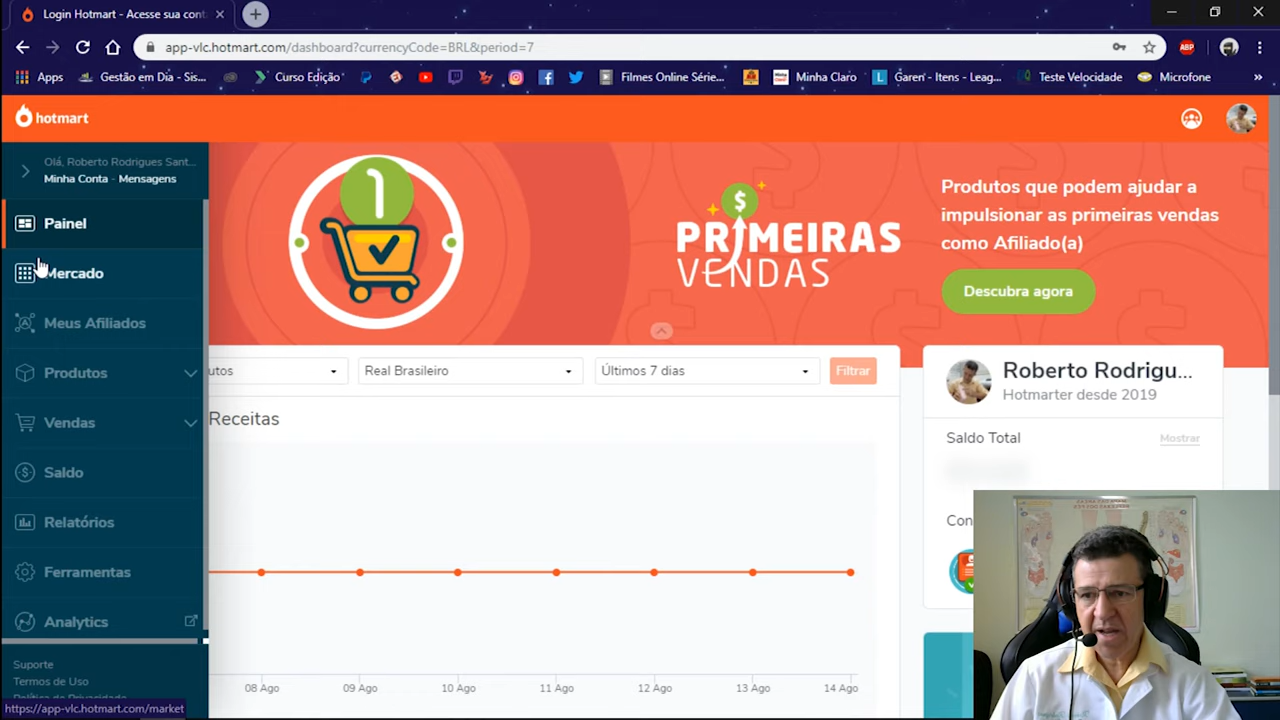 Login Hotmart - Acesse sua cont
app-vlc.hotmart.com/dashboard?currencyCode=BRL&period=7
ABP
Apps
Gestão em Dia - Sis...
Curso Edição
Filmes Online Série...
Minha Claro
Garen - Itens - Leag...
Teste Velocidade
Microfone
»
hotmart
Olá, Roberto Rodrigues Sant...
Minha Conta - Mensagens
Painel
Mercado
Meus Afiliados
Produtos
Vendas
Saldo
Relatórios
Ferramentas
Analytics
Suporte
Termos de Uso
Política de Privacidade
https://app-vlc.hotmart.com/market
1
$
PRIMEIRAS
VENDAS
Produtos que podem ajudar a
impulsionar as primeiras vendas
como Afiliado(a)
Descubra agora
utos
Real Brasileiro
Últimos 7 dias
Filtrar
Receitas
08 Ago
09 Ago
10 Ago
11 Ago
12 Ago
13 Ago
14 Ago
Roberto Rodrigu...
Hotmarter desde 2019
Saldo Total
Mostrar
Con